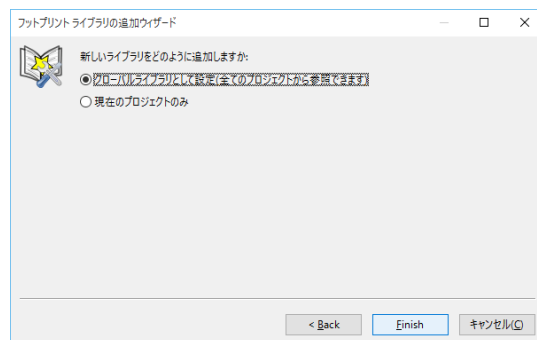 フットプリント ライブラリの追加ウィザード
新しいライブラリをどのように追加しますか:
グローバルライブラリとして設定(全てのプロジェクトから参照できます)
現在のプロジェクトのみ
< Back
Finish
キャンセル(C)